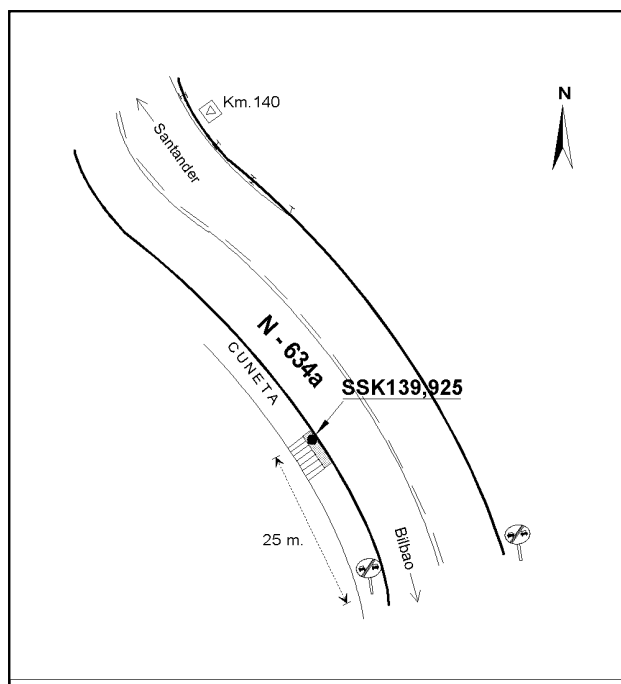 Km.140
N
Santander
N - 634a
CUNETA
SSK139,925
25 m.
Bilbao